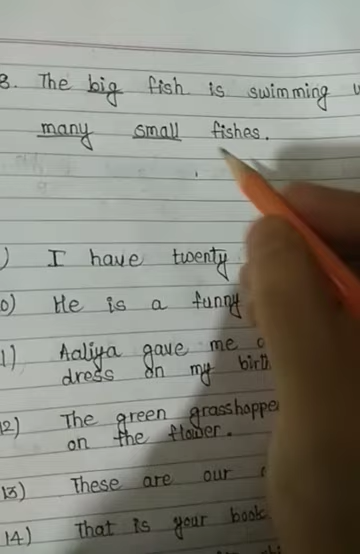 8. The big fish is swimming
many small fishes.
) I have twenty
0) He is a funny
1) Aaliya gave me
dress on my birth
12) The green grasshoppe
on the flower.
13) These are our
14) That is your book